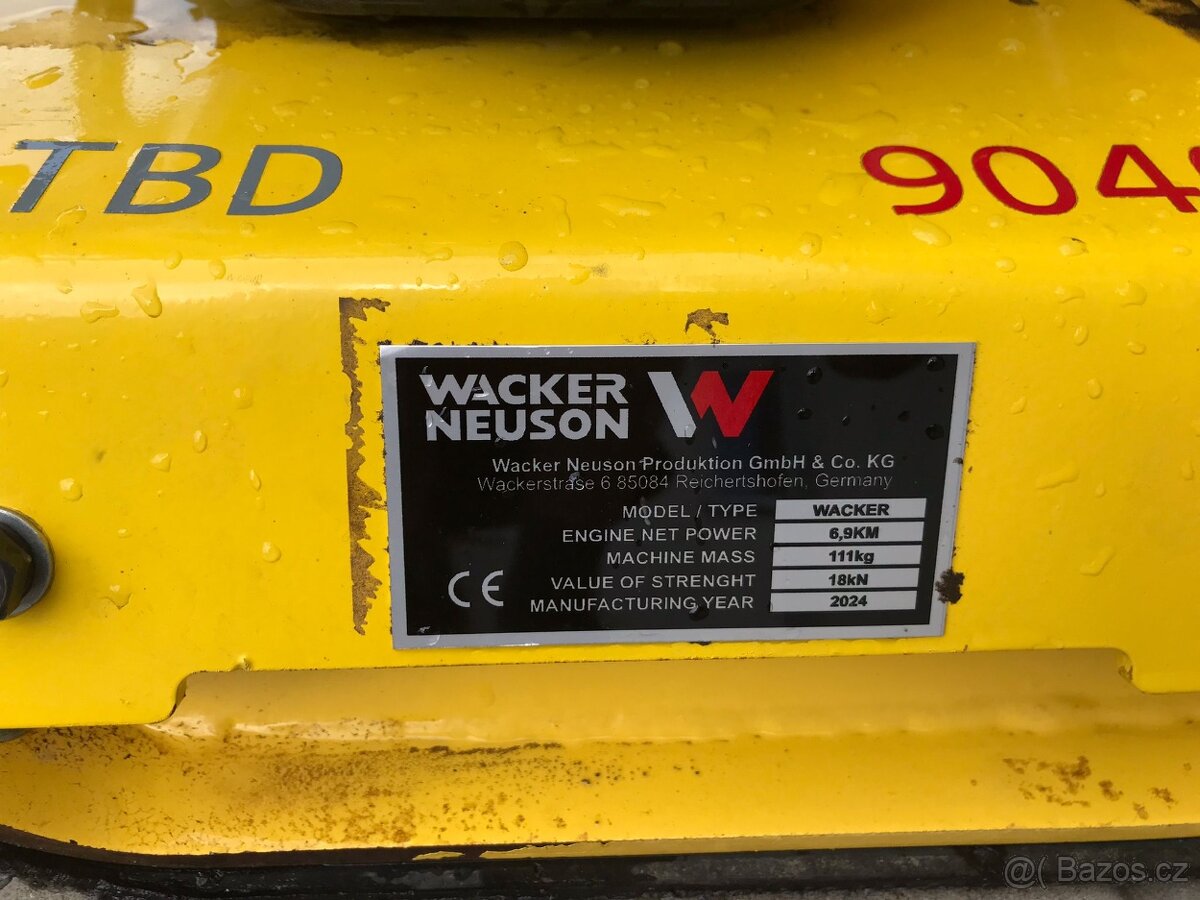 TBD
904
WACKER
NEUSON
Wacker Neuson Produktion GmbH & Co. KG
Wackerstrase 6 85084 Reichertshofen, Germany
MODEL / TYPE WACKER
ENGINE NET POWER 6,9KM
MACHINE MASS 111kg
VALUE OF STRENGHT 18kN
MANUFACTURING YEAR 2024
CE
@( Bazos.cz